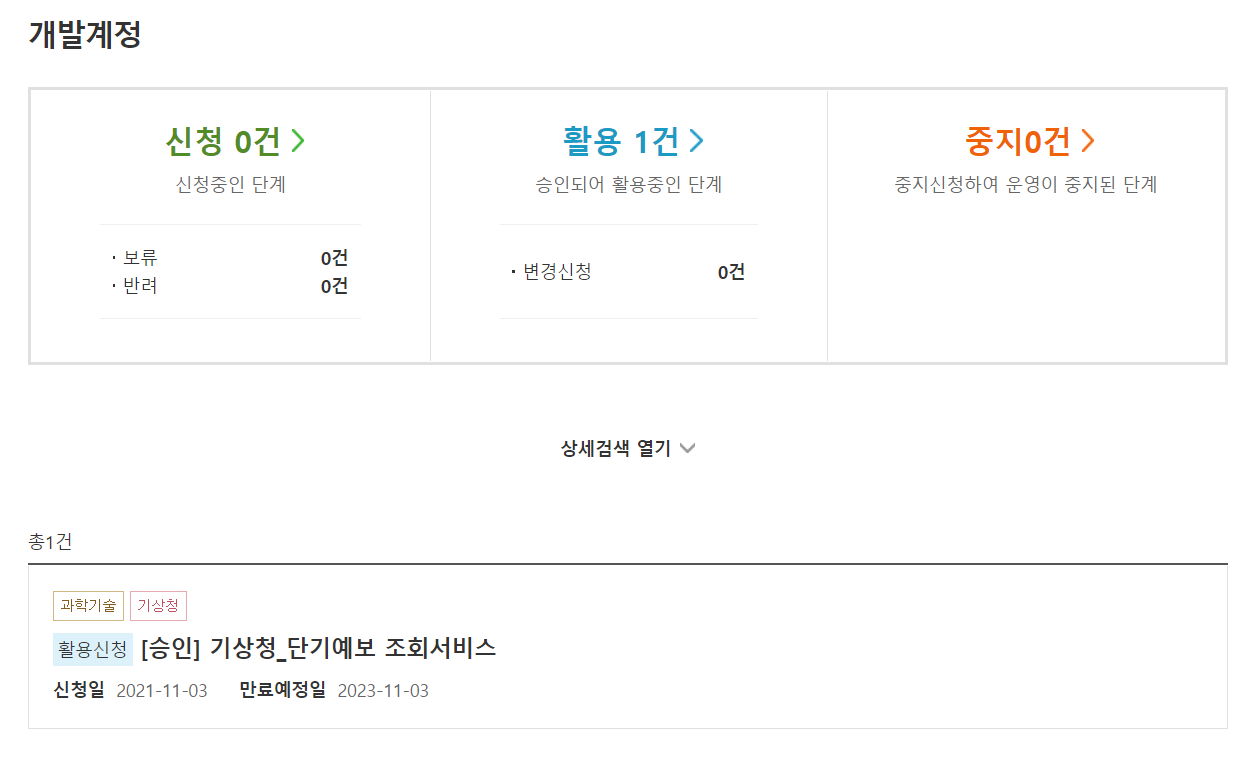 개발계정
신청 0건
신청중인 단계
· 보류 0건
· 반려 0건
활용 1건
승인되어 활용중인 단계
· 변경신청 0건
중지0건
중지신청하여 운영이 중지된 단계
상세검색 열기
총1건
과학기술 기상청
활용신청 [승인] 기상청_단기예보 조회서비스
신청일 2021-11-03 만료예정일 2023-11-03